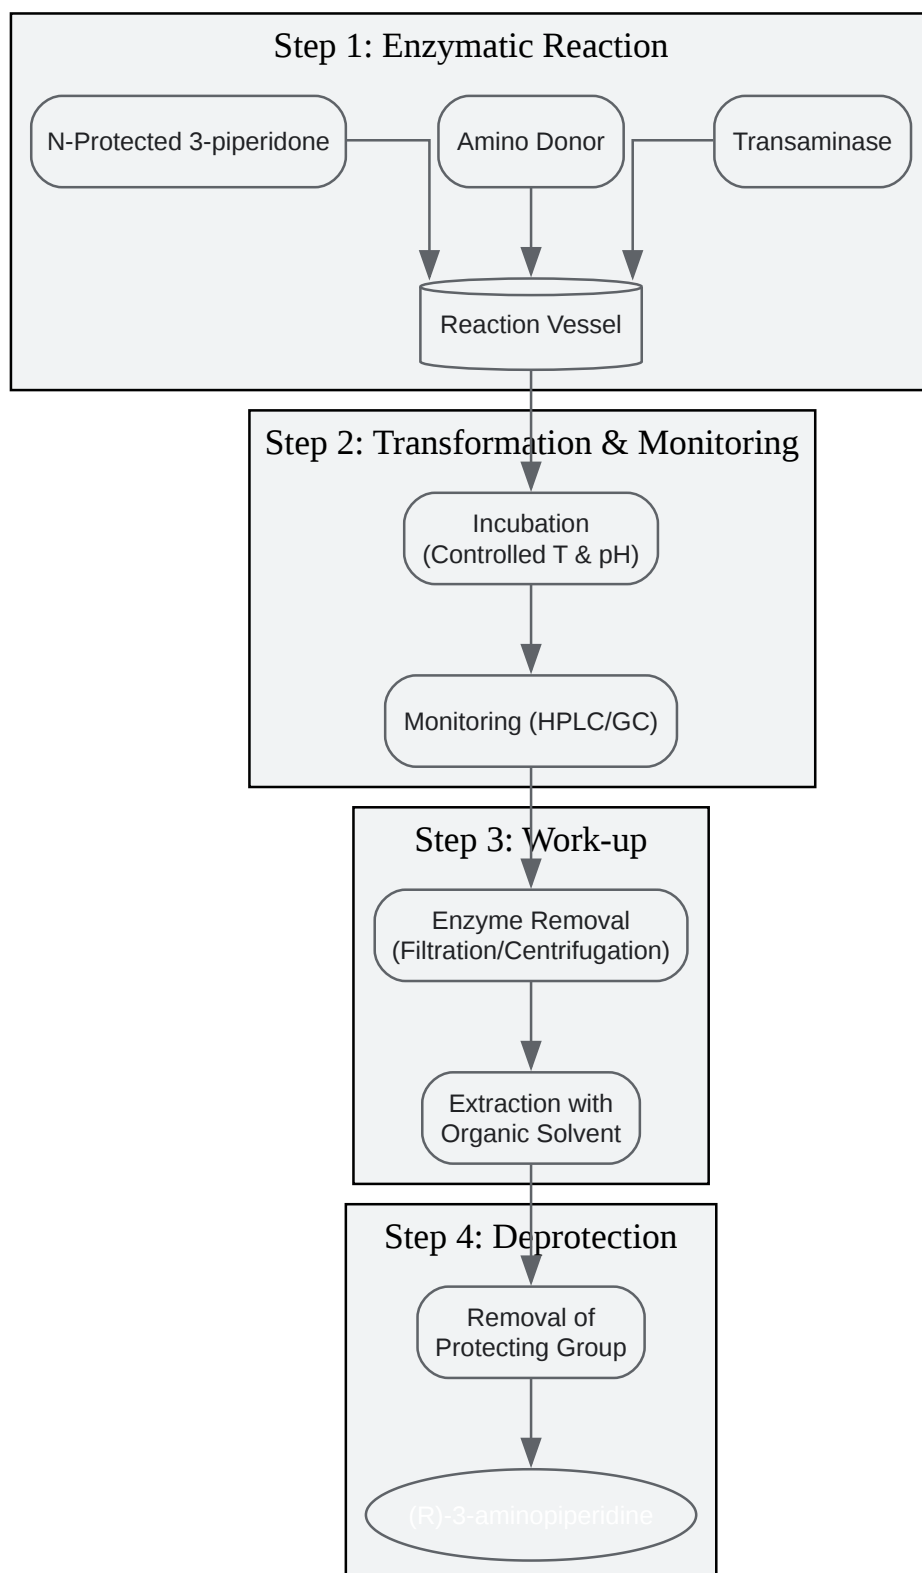 Step 1: Enzymatic Reaction
N-Protected 3-piperidone
Amino Donor
Transaminase
Reaction Vessel
Step 2: Transformation & Monitoring
Incubation
(Controlled T & pH)
Monitoring (HPLC/GC)
Step 3: Work-up
Enzyme Removal
(Filtration/Centrifugation)
Extraction with
Organic Solvent
Step 4: Deprotection
Removal of
Protecting Group
(R)-3-aminopiperidine